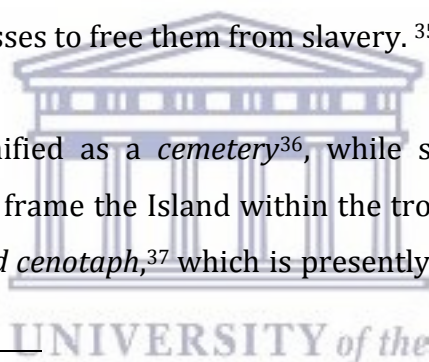 sses to free them from slavery. 35
nified as a cemetery36, while s
frame the Island within the tro
d cenotaph,37 which is presently
UNIVERSITY of the